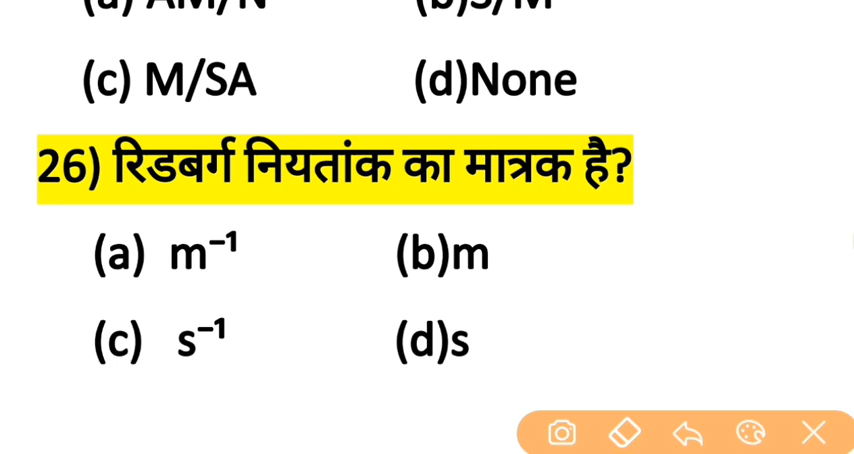 (c) M/SA (d)None
26) रिडबर्ग नियतांक का मात्रक है?
(a) m⁻¹ (b)m
(c) s⁻¹ (d)s